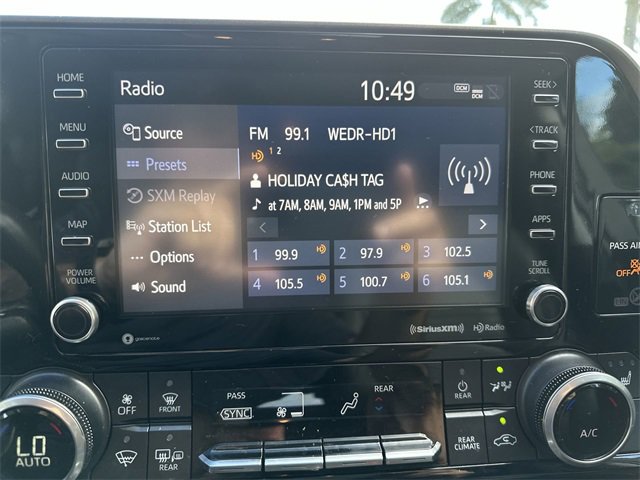 HOME
MENU
AUDIO
MAP
POWER
VOLUME
Radio
10:49
DCM
DCM
Source
Presets
SXM Replay
Station List
Options
Sound
FM 99.1 WEDR-HD1
1 2
HOLIDAY CA$H TAG
at 7AM, 8AM, 9AM, 1PM and 5P
< >
1 99.9
2 97.9
3 102.5
4 105.5
5 100.7
6 105.1
gracenote
((SiriusXM))
HD Radio
SEEK>
<TRACK
PHONE
APPS
TUNE
SCROLL
PASS AI
OFF
LO
AUTO
OFF
FRONT
REAR
PASS
SYNC
REAR
REAR
REAR
CLIMATE
A/C